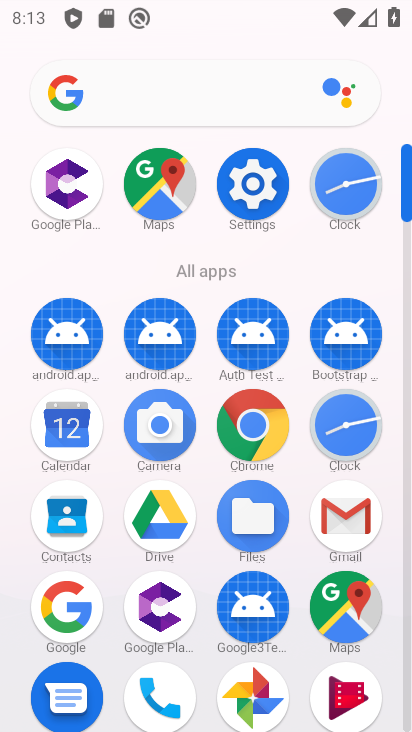 8:13
Google Pla...
Maps
Settings
Clock
All apps
android.ap...
android.ap...
Auth Test ...
Bootstrap ...
12
Calendar
Camera
Chrome
Clock
Contacts
Drive
Files
Gmail
Google
Google Pla...
Google3Te...
Maps